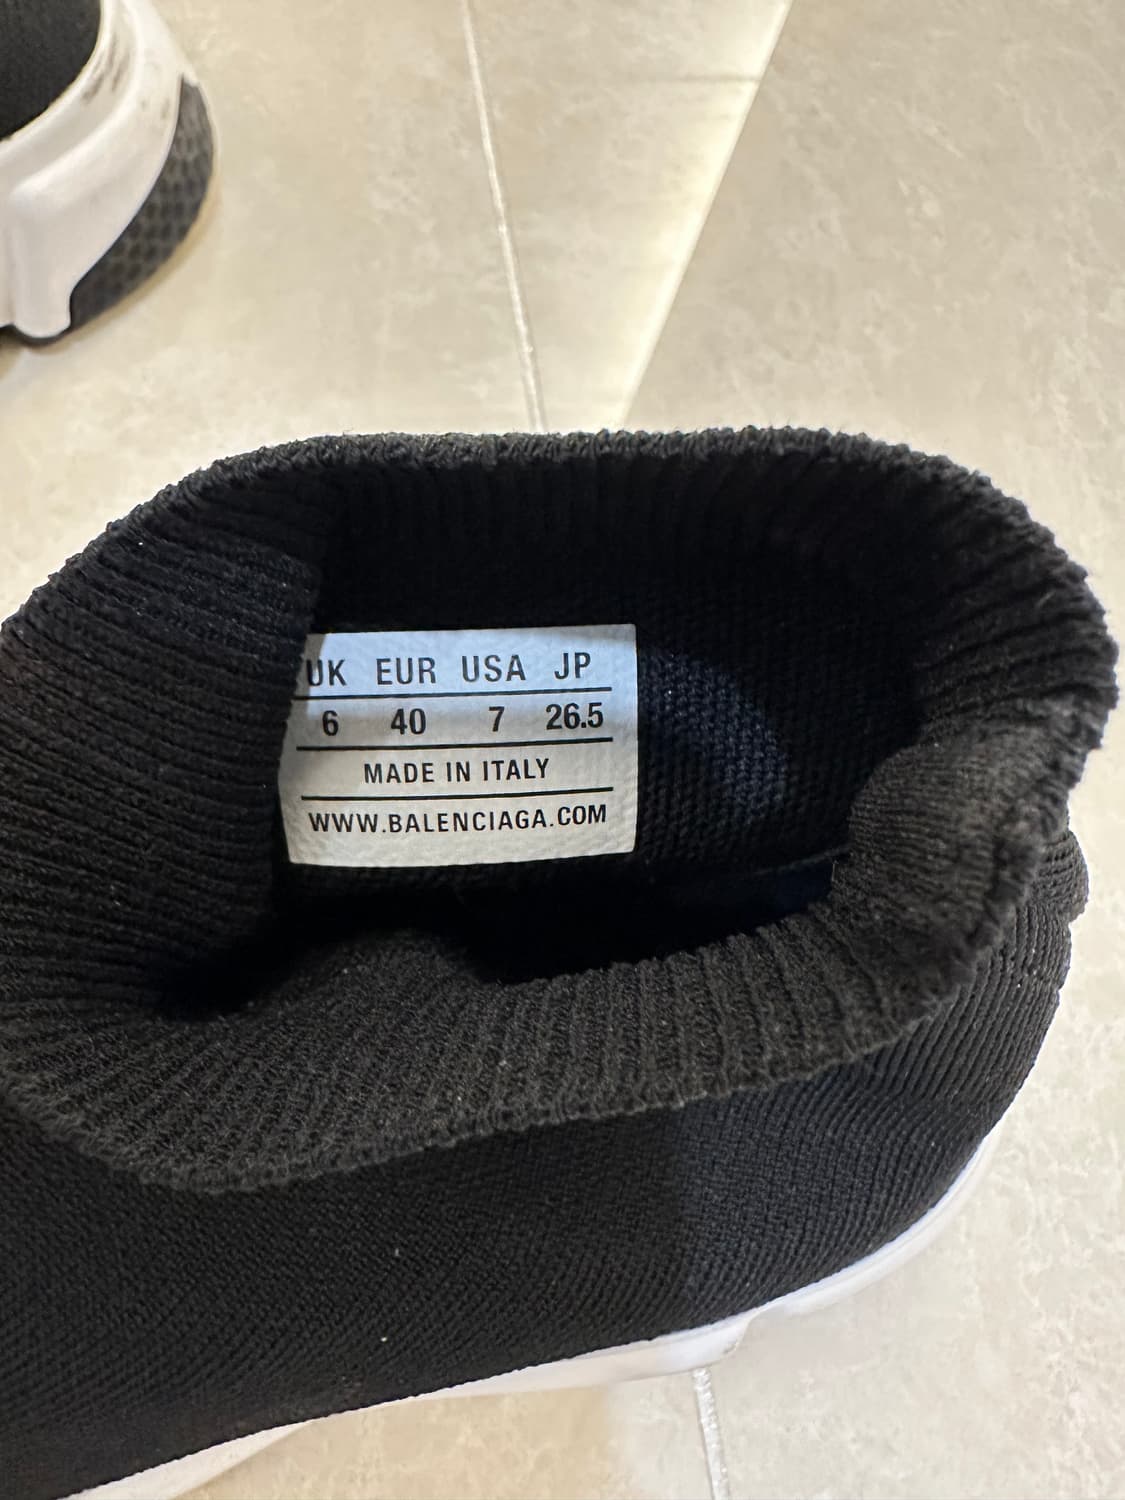 UK EUR USA JP
6 40 7 26.5
MADE IN ITALY
WWW.BALENCIAGA.COM